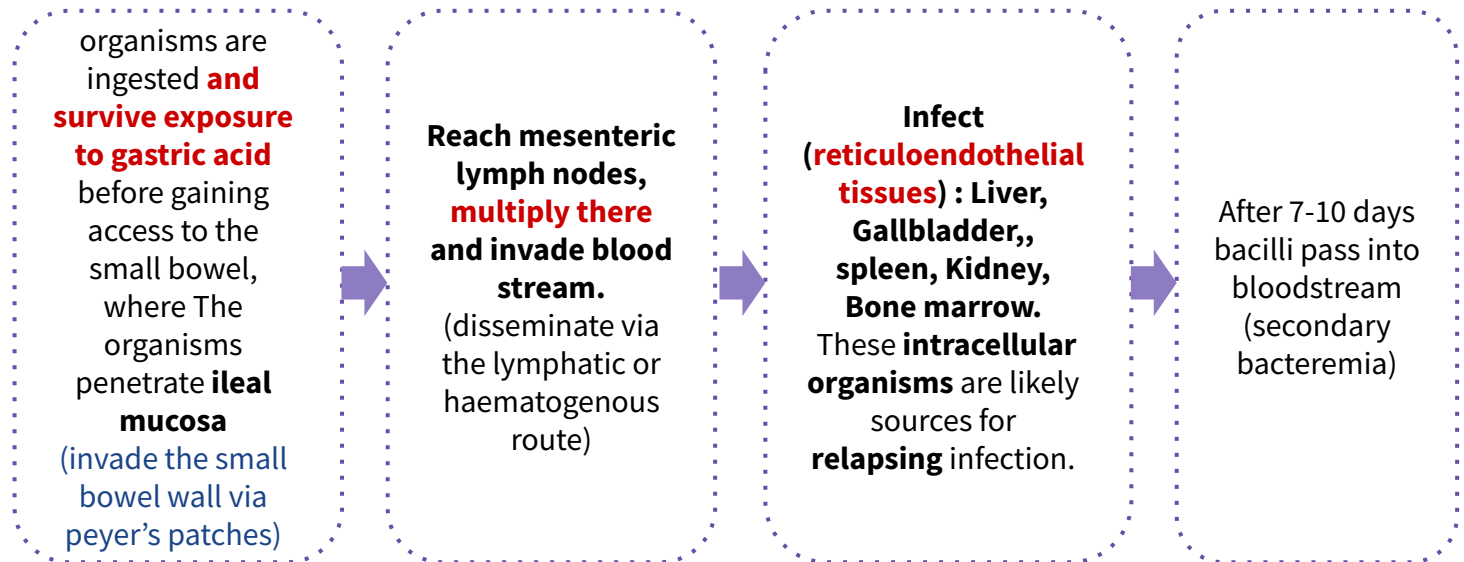 organisms are
ingested and
survive exposure
to gastric acid
before gaining
access to the
small bowel,
where The
organisms
penetrate ileal
mucosa
(invade the small
bowel wall via
peyer’s patches)
Reach mesenteric
lymph nodes,
multiply there
and invade blood
stream.
(disseminate via
the lymphatic or
haematogenous
route)
Infect
(reticuloendothelial
tissues) : Liver,
Gallbladder,,
spleen, Kidney,
Bone marrow.
These intracellular
organisms are likely
sources for
relapsing infection.
After 7-10 days
bacilli pass into
bloodstream
(secondary
bacteremia)